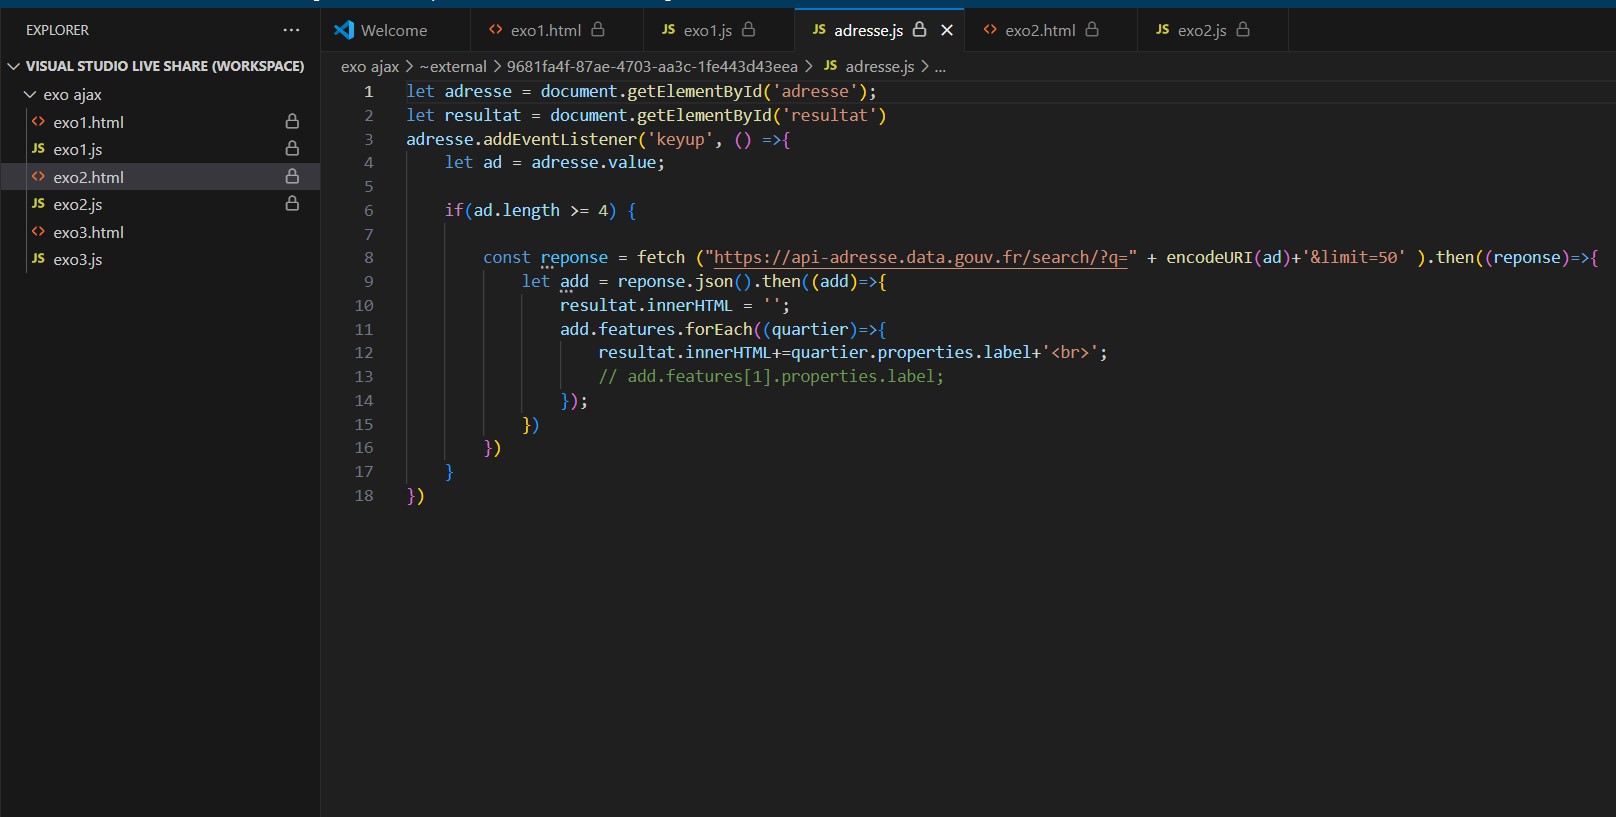 EXPLORER ...
VISUAL STUDIO LIVE SHARE (WORKSPACE)
exo ajax
<> exo1.html
JS exo1.js
<> exo2.html
JS exo2.js
<> exo3.html
JS exo3.js
Welcome <> exo1.html JS exo1.js JS adresse.js <> exo2.html JS exo2.js
exo ajax > ~external > 9681fa4f-87ae-4703-aa3c-1fe443d43eea > JS adresse.js > ...
1 let adresse = document.getElementById('adresse');
2 let resultat = document.getElementById('resultat')
3 adresse.addEventListener('keyup', () =>{
4     let ad = adresse.value;
5
6     if(ad.length >= 4) {
7
8         const reponse = fetch ("https://api-adresse.data.gouv.fr/search/?q=" + encodeURI(ad)+'&limit=50' ).then((reponse)=>{
9             let add = reponse.json().then((add)=>{
10                 resultat.innerHTML = '';
11                 add.features.forEach((quartier)=>{
12                     resultat.innerHTML+=quartier.properties.label+'<br>';
13                     // add.features[1].properties.label;
14                 });
15             })
16         })
17     }
18 })